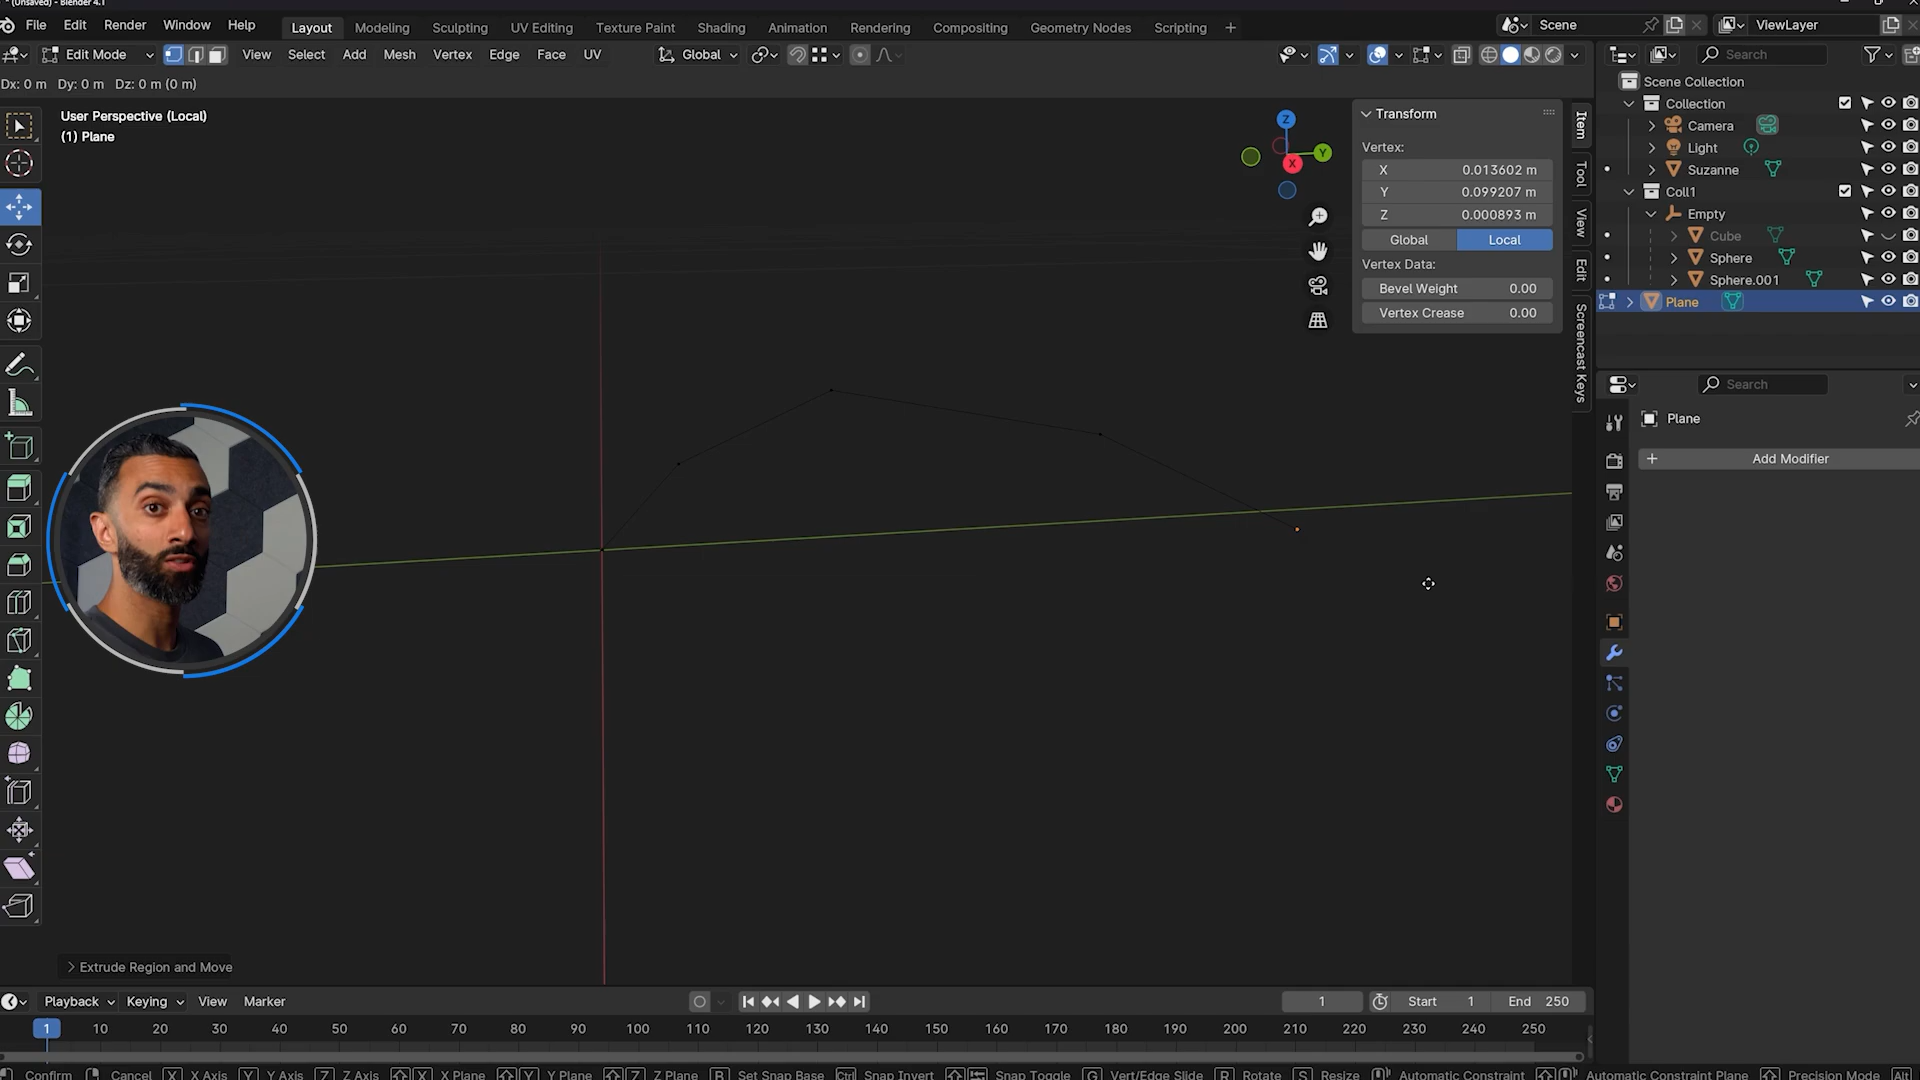 * (Unsaved) - Blender 4.1
File Edit Render Window Help Layout Modeling Sculpting UV Editing Texture Paint Shading Animation Rendering Compositing Geometry Nodes Scripting + Scene ViewLayer
Edit Mode View Select Add Mesh Vertex Edge Face UV Global Search
Dx: 0 m Dy: 0 m Dz: 0 m (0 m)
User Perspective (Local)
(1) Plane
Z
Y
X
Transform
Vertex:
X 0.013602 m
Y 0.099207 m
Z 0.000893 m
Global Local
Vertex Data:
Bevel Weight 0.00
Vertex Crease 0.00
Item
Tool
View
Edit
Screencast Keys
Scene Collection
Collection
Camera
Light
Suzanne
Coll1
Empty
Cube
Sphere
Sphere.001
Plane
Search
Plane
+ Add Modifier
Extrude Region and Move
Playback Keying View Marker 1 Start 1 End 250
1 10 20 30 40 50 60 70 80 90 100 110 120 130 140 150 160 170 180 190 200 210 220 230 240 250
Confirm Cancel X X Axis Y Y Axis Z Z Axis X X Plane Y Y Plane Z Z Plane B Set Snap Base Ctrl Snap Invert Snap Toggle G Vert/Edge Slide R Rotate S Resize Automatic Constraint Automatic Constraint Plane Precision Mode Alt